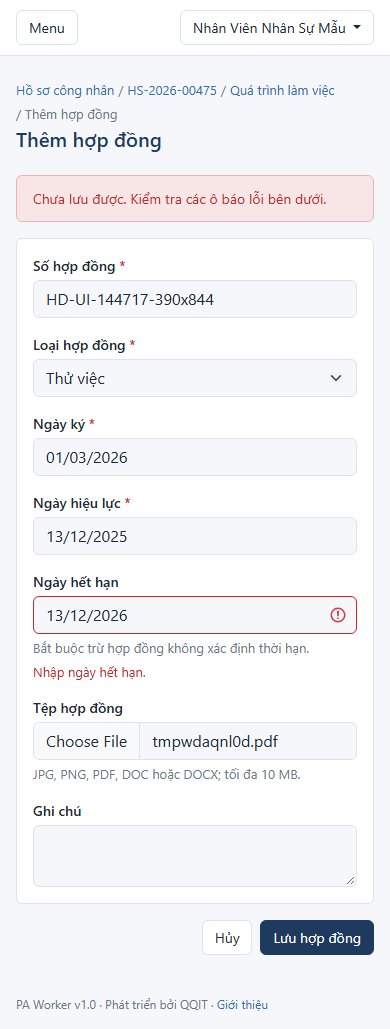 Menu
Nhân Viên Nhân Sự Mẫu
Hồ sơ công nhân / HS-2026-00475 / Quá trình làm việc
/ Thêm hợp đồng
Thêm hợp đồng
Chưa lưu được. Kiểm tra các ô báo lỗi bên dưới.
Số hợp đồng *
HD-UI-144717-390x844
Loại hợp đồng *
Thử việc
Ngày ký *
01/03/2026
Ngày hiệu lực *
13/12/2025
Ngày hết hạn
13/12/2026
Bắt buộc trừ hợp đồng không xác định thời hạn.
Nhập ngày hết hạn.
Tệp hợp đồng
Choose File tmpwdaqnl0d.pdf
JPG, PNG, PDF, DOC hoặc DOCX; tối đa 10 MB.
Ghi chú
Hủy
Lưu hợp đồng
PA Worker v1.0 · Phát triển bởi QQIT · Giới thiệu